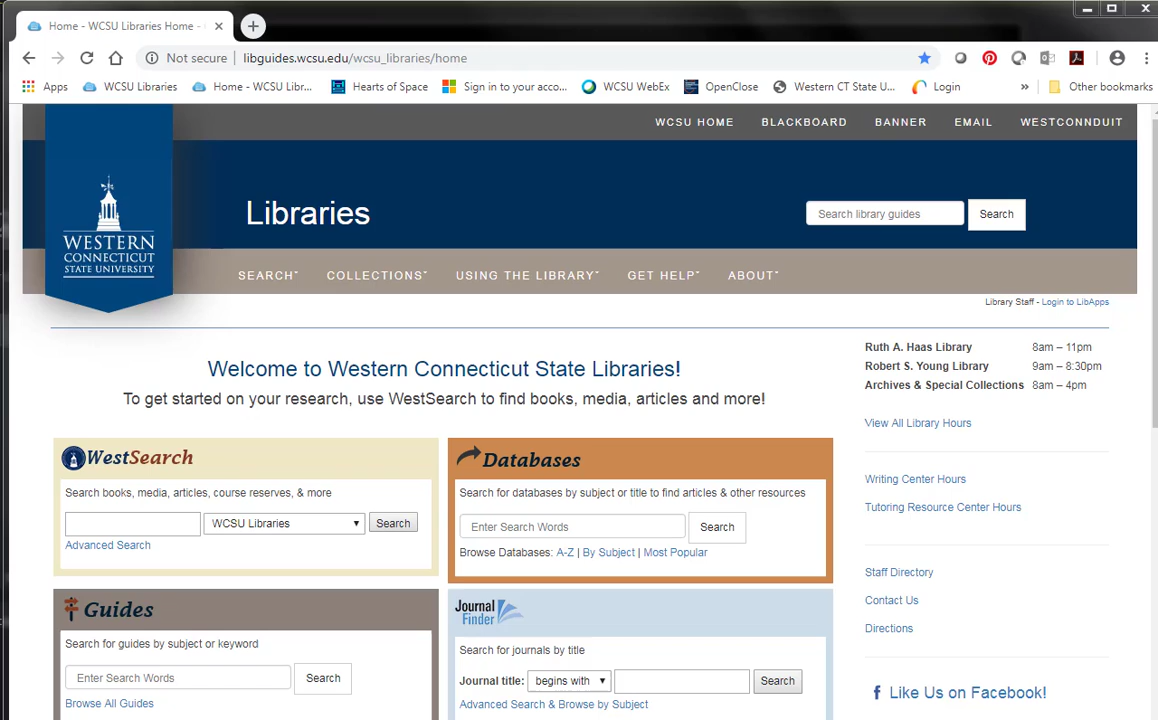 Home - WCSU Libraries Home -
Not secure libguides.wcsu.edu/wcsu_libraries/home
Apps WCSU Libraries Home - WCSU Libr... Hearts of Space Sign in to your acco... WCSU WebEx OpenClose Western CT State U... Login » Other bookmarks
WCSU HOME BLACKBOARD BANNER EMAIL WESTCONNDUIT
Libraries
Search library guides Search
WESTERN
CONNECTICUT
STATE UNIVERSITY
SEARCH COLLECTIONS USING THE LIBRARY GET HELP ABOUT
Library Staff - Login to LibApps
Welcome to Western Connecticut State Libraries!
To get started on your research, use WestSearch to find books, media, articles and more!
Ruth A. Haas Library 8am – 11pm
Robert S. Young Library 9am – 8:30pm
Archives & Special Collections 8am – 4pm
View All Library Hours
Writing Center Hours
Tutoring Resource Center Hours
Staff Directory
Contact Us
Directions
Like Us on Facebook!
WestSearch
Search books, media, articles, course reserves, & more
WCSU Libraries Search
Advanced Search
Databases
Search for databases by subject or title to find articles & other resources
Enter Search Words Search
Browse Databases: A-Z | By Subject | Most Popular
Guides
Search for guides by subject or keyword
Enter Search Words Search
Browse All Guides
Journal
Finder
Search for journals by title
Journal title: begins with Search
Advanced Search & Browse by Subject